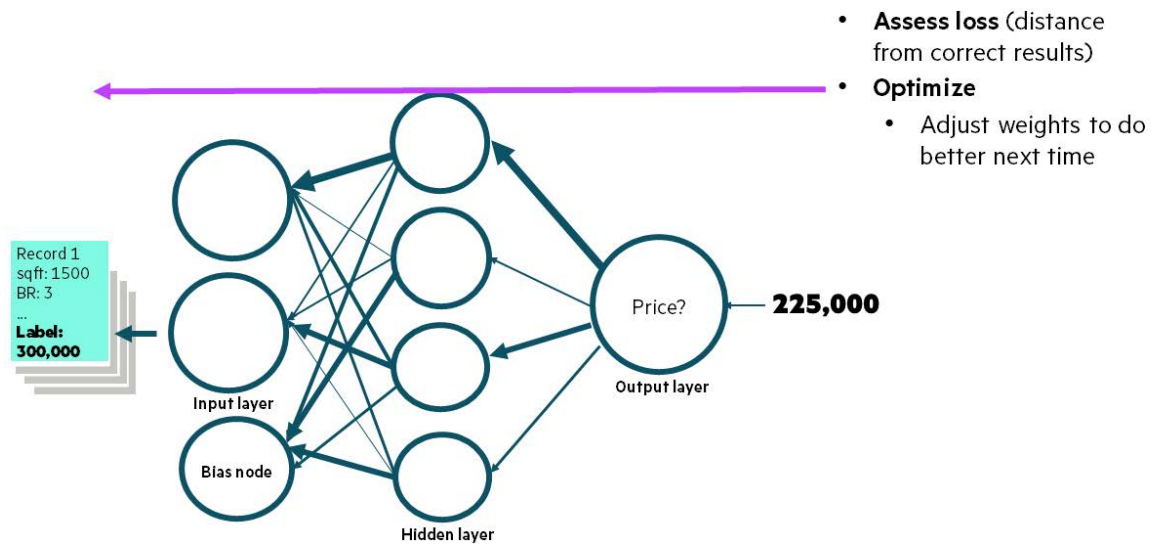 • Assess loss (distance
from correct results)
• Optimize
• Adjust weights to do
better next time
Record 1
sqft: 1500
BR: 3
...
Label:
300,000
Input layer
Bias node
Hidden layer
Price?
Output layer
225,000